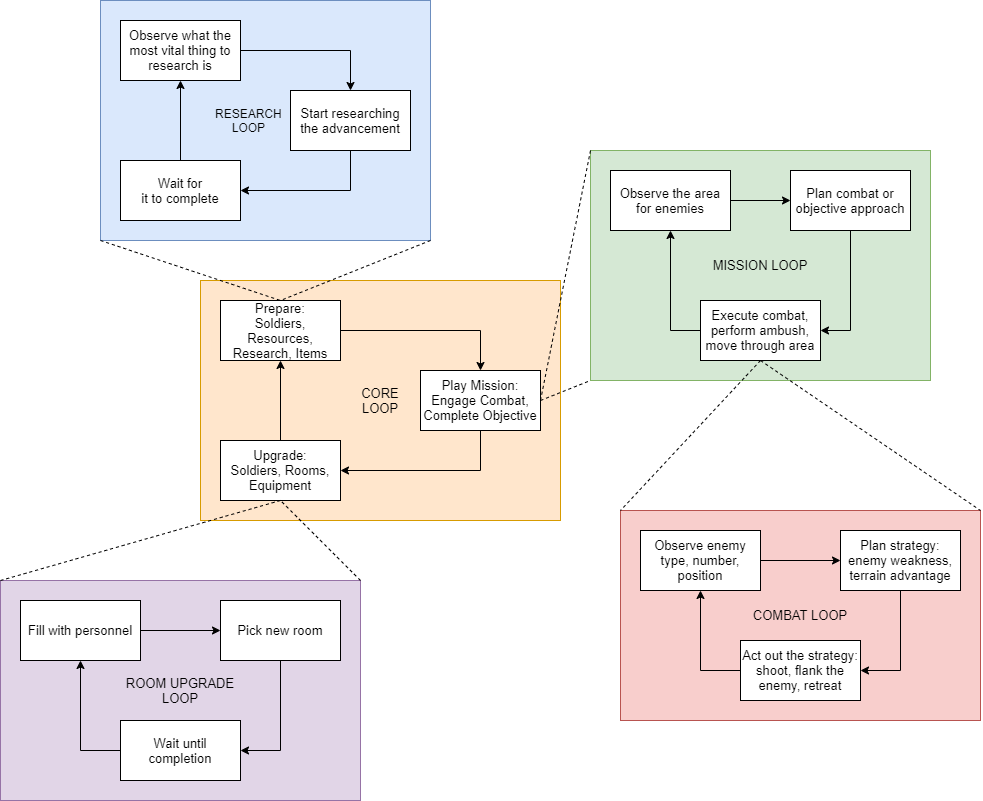 Observe what the
most vital thing to
research is
RESEARCH
LOOP
Start researching
the advancement
Wait for
it to complete
Observe the area
for enemies
Plan combat or
objective approach
MISSION LOOP
Execute combat,
perform ambush,
move through area
Prepare:
Soldiers,
Resources,
Research, Items
CORE
LOOP
Play Mission:
Engage Combat,
Complete Objective
Upgrade:
Soldiers, Rooms,
Equipment
Observe enemy
type, number,
position
Plan strategy:
enemy weakness,
terrain advantage
COMBAT LOOP
Act out the strategy:
shoot, flank the
enemy, retreat
Fill with personnel
Pick new room
ROOM UPGRADE
LOOP
Wait until
completion